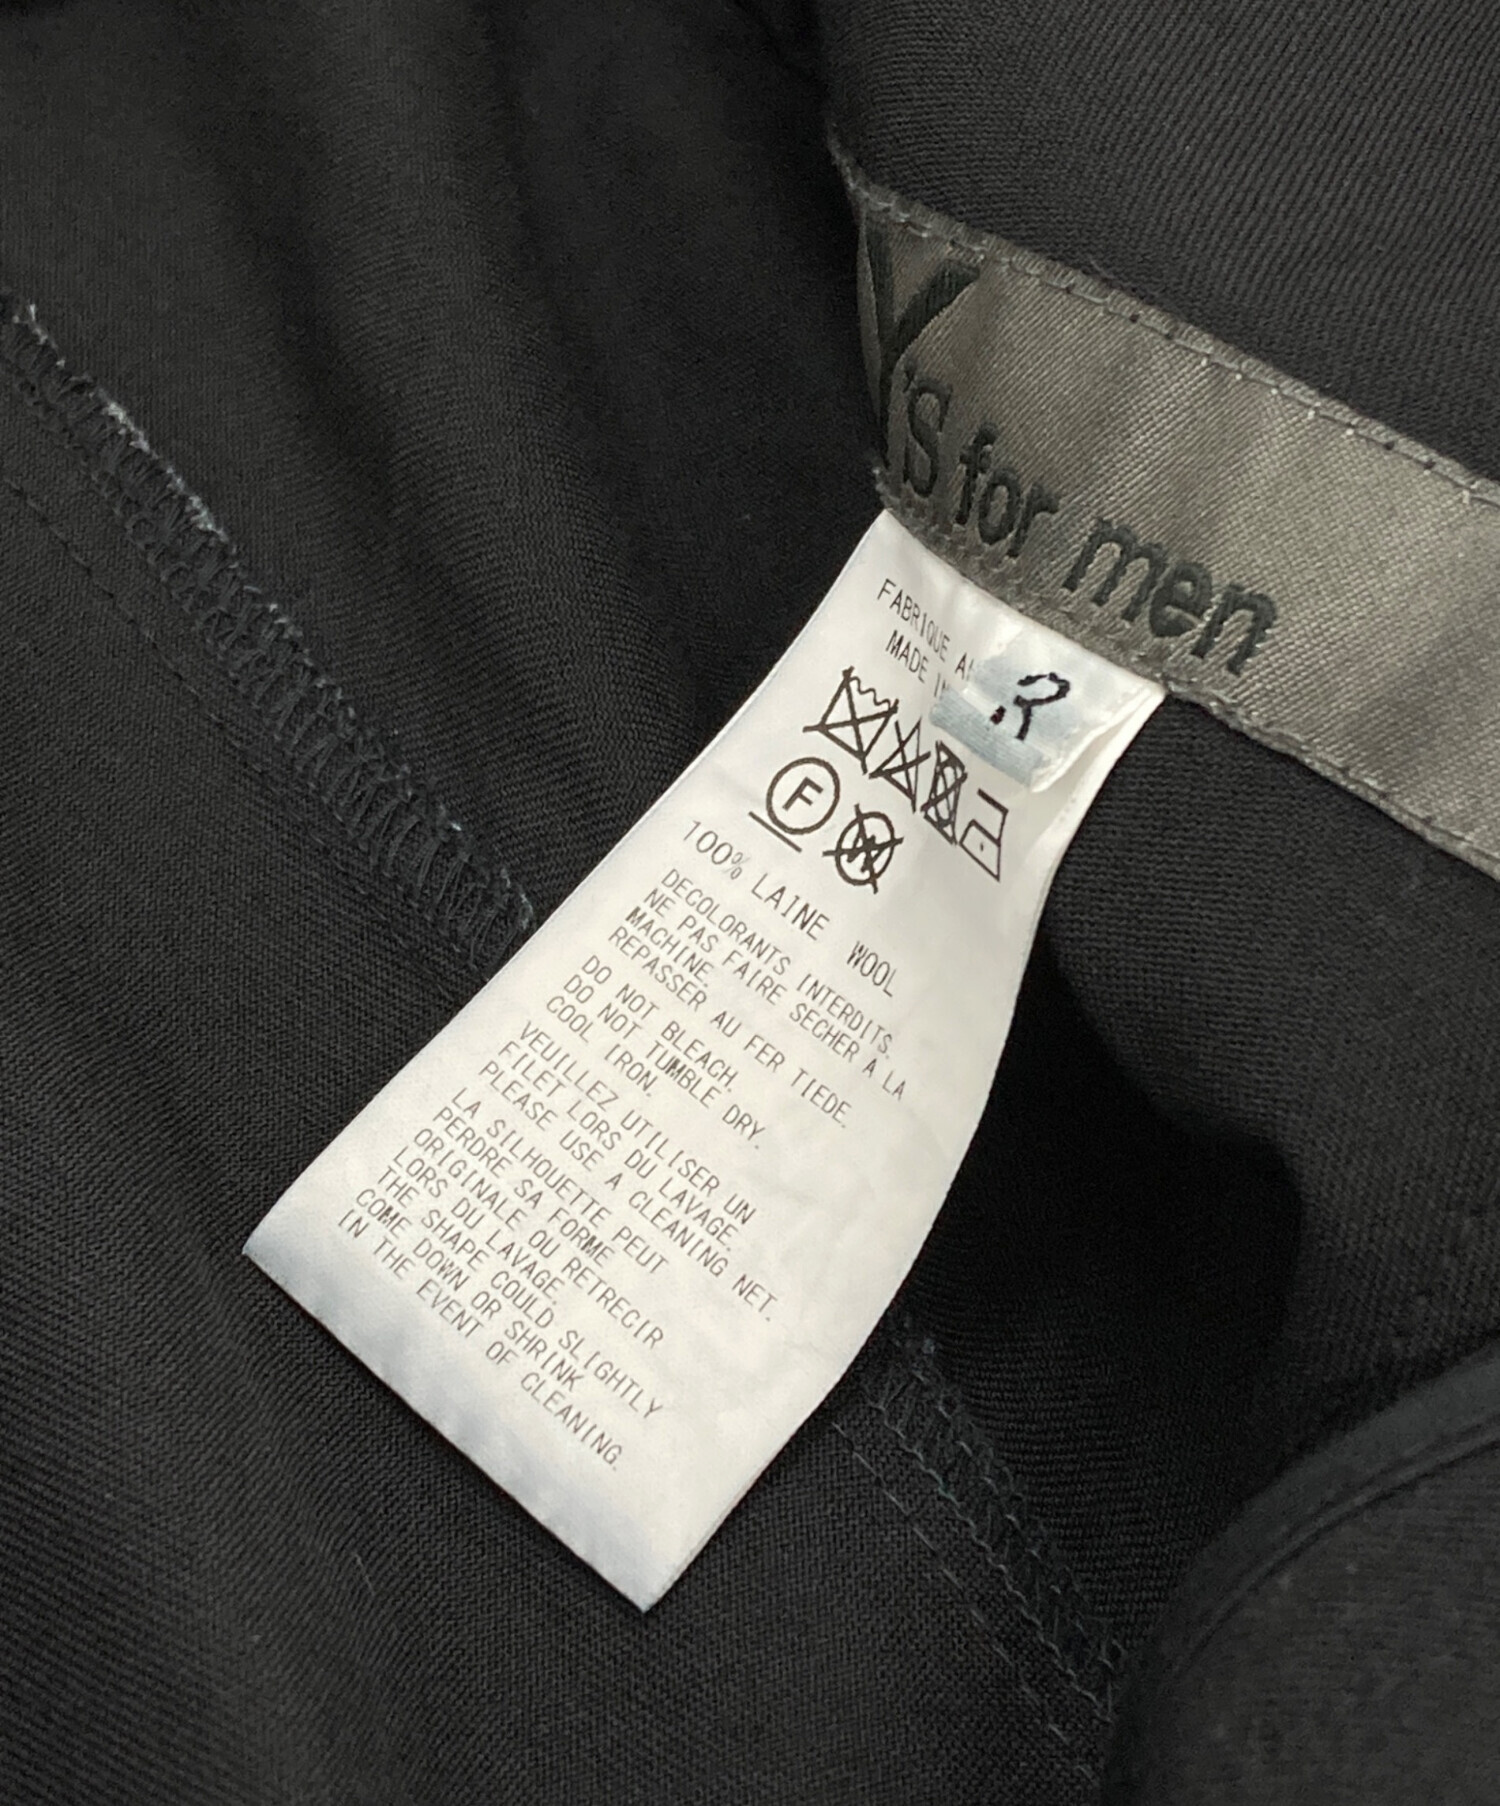 Y'S for men
FABRIQUE
MADE IN
R
F
W
100% LAINE WOOL
DECOLORANTS INTERDITS.
NE PAS FAIRE SECHER A LA
MACHINE.
REPASSER AU FER TIEDE.
DO NOT BLEACH.
DO NOT TUMBLE DRY.
COOL IRON.
VEUILLEZ UTILISER UN
FILET LORS DU LAVAGE.
PLEASE USE A CLEANING NET.
LA SILHOUETTE PEUT
PERDRE SA FORME
ORIGINALE OU RETRECIR
LORS DU LAVAGE.
THE SHAPE COULD SLIGHTLY
COME DOWN OR SHRINK
IN THE EVENT OF CLEANING.